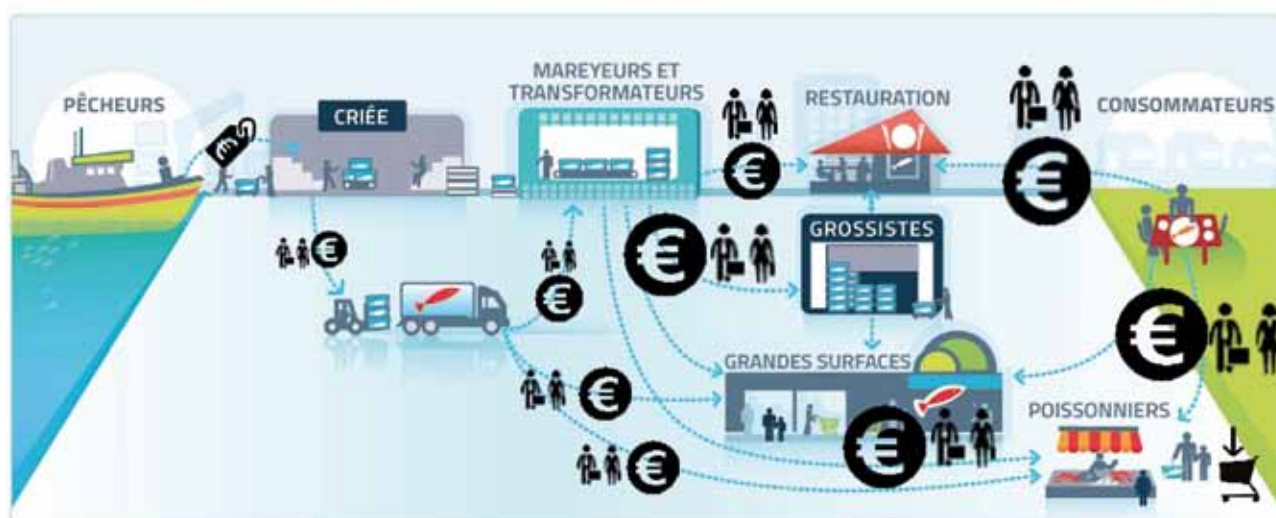 PÊCHEURS
CRIÉE
MAREYEURS ET
TRANSFORMATEURS
RESTAURATION
CONSOMMATEURS
GROSSISTES
GRANDES SURFACES
POISSONNIERS
€
€
€
€
€
€
€
€
€
€